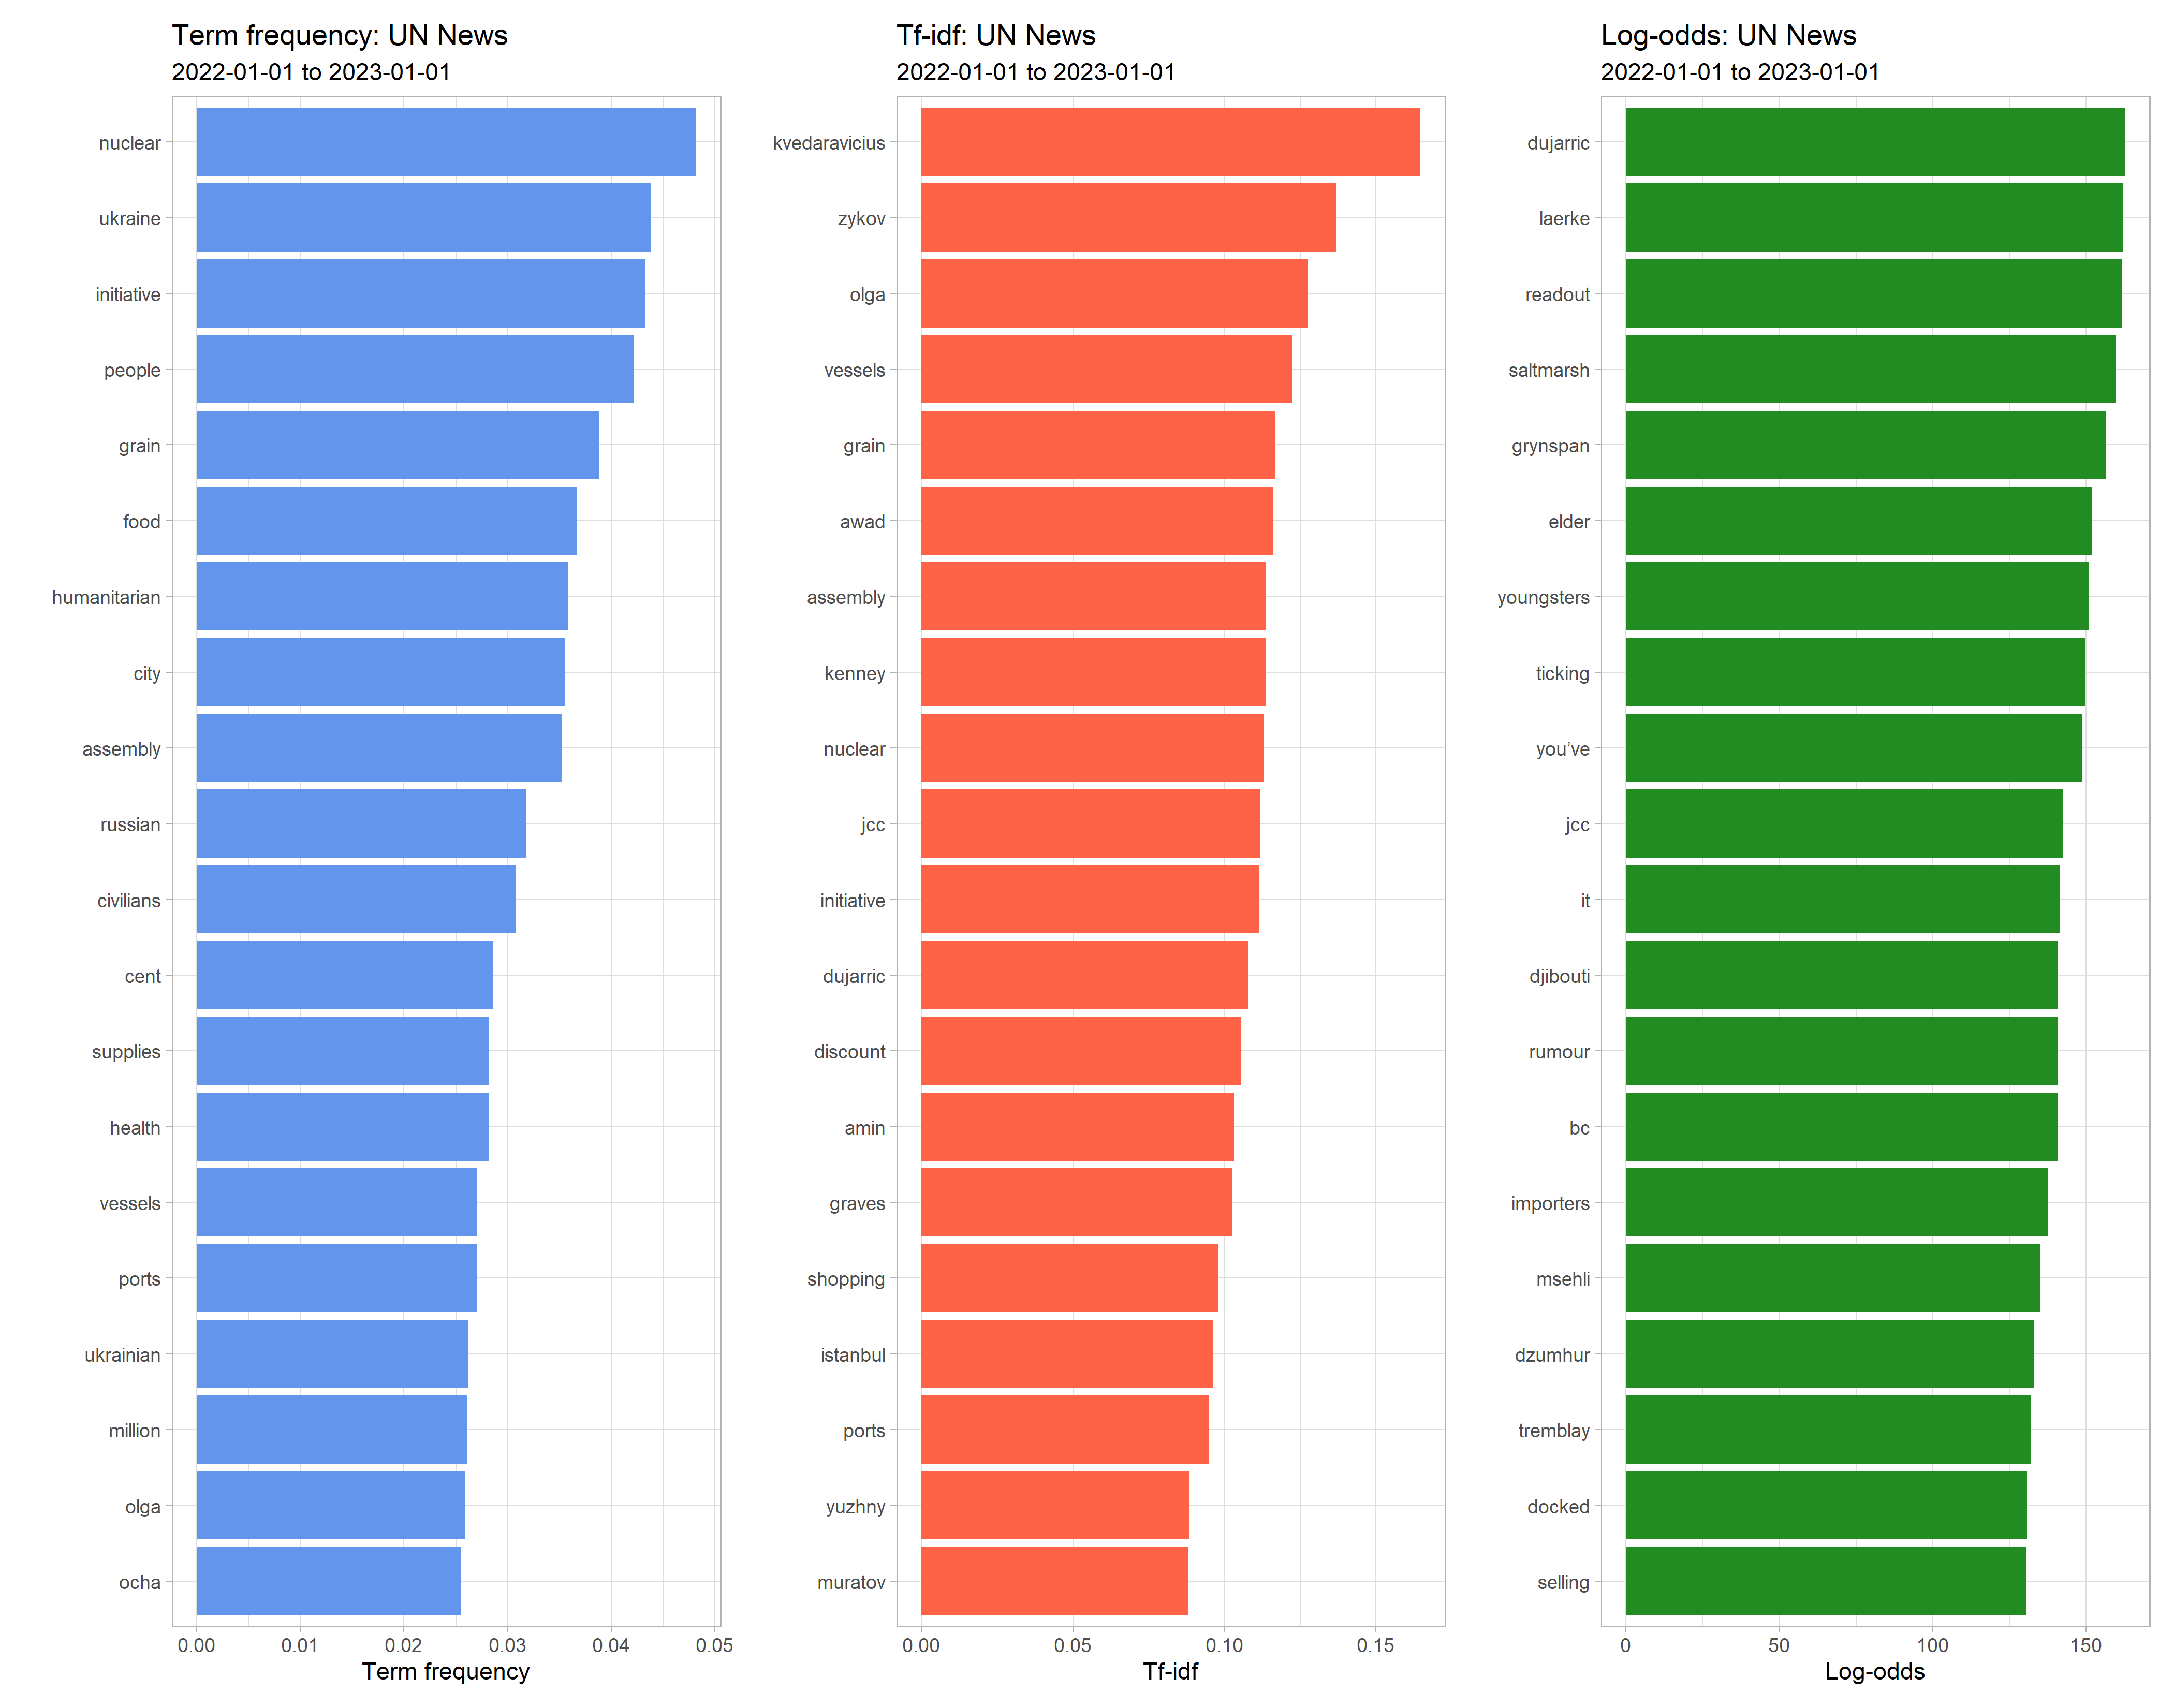 Term frequency: UN News
2022-01-01 to 2023-01-01
nuclear
ukraine
initiative
people
grain
food
humanitarian
city
assembly
russian
civilians
cent
supplies
health
vessels
ports
ukrainian
million
olga
ocha
0.00 0.01 0.02 0.03 0.04 0.05
Term frequency
Tf-idf: UN News
2022-01-01 to 2023-01-01
kvedaravicius
zykov
olga
vessels
grain
awad
assembly
kenney
nuclear
jcc
initiative
dujarric
discount
amin
graves
shopping
istanbul
ports
yuzhny
muratov
0.00 0.05 0.10 0.15
Tf-idf
Log-odds: UN News
2022-01-01 to 2023-01-01
dujarric
laerke
readout
saltmarsh
grynspan
elder
youngsters
ticking
you’ve
jcc
it
djibouti
rumour
bc
importers
msehli
dzumhur
tremblay
docked
selling
0 50 100 150
Log-odds